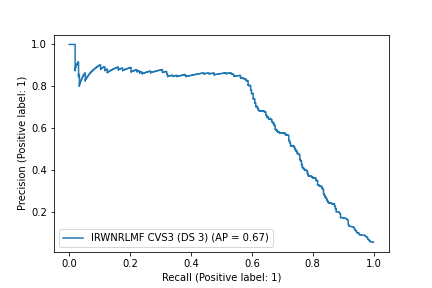 1.0
0.8
0.6
0.4
0.2
Precision (Positive label: 1)
IRWNRLMF CVS3 (DS 3) (AP = 0.67)
0.0 0.2 0.4 0.6 0.8 1.0
Recall (Positive label: 1)